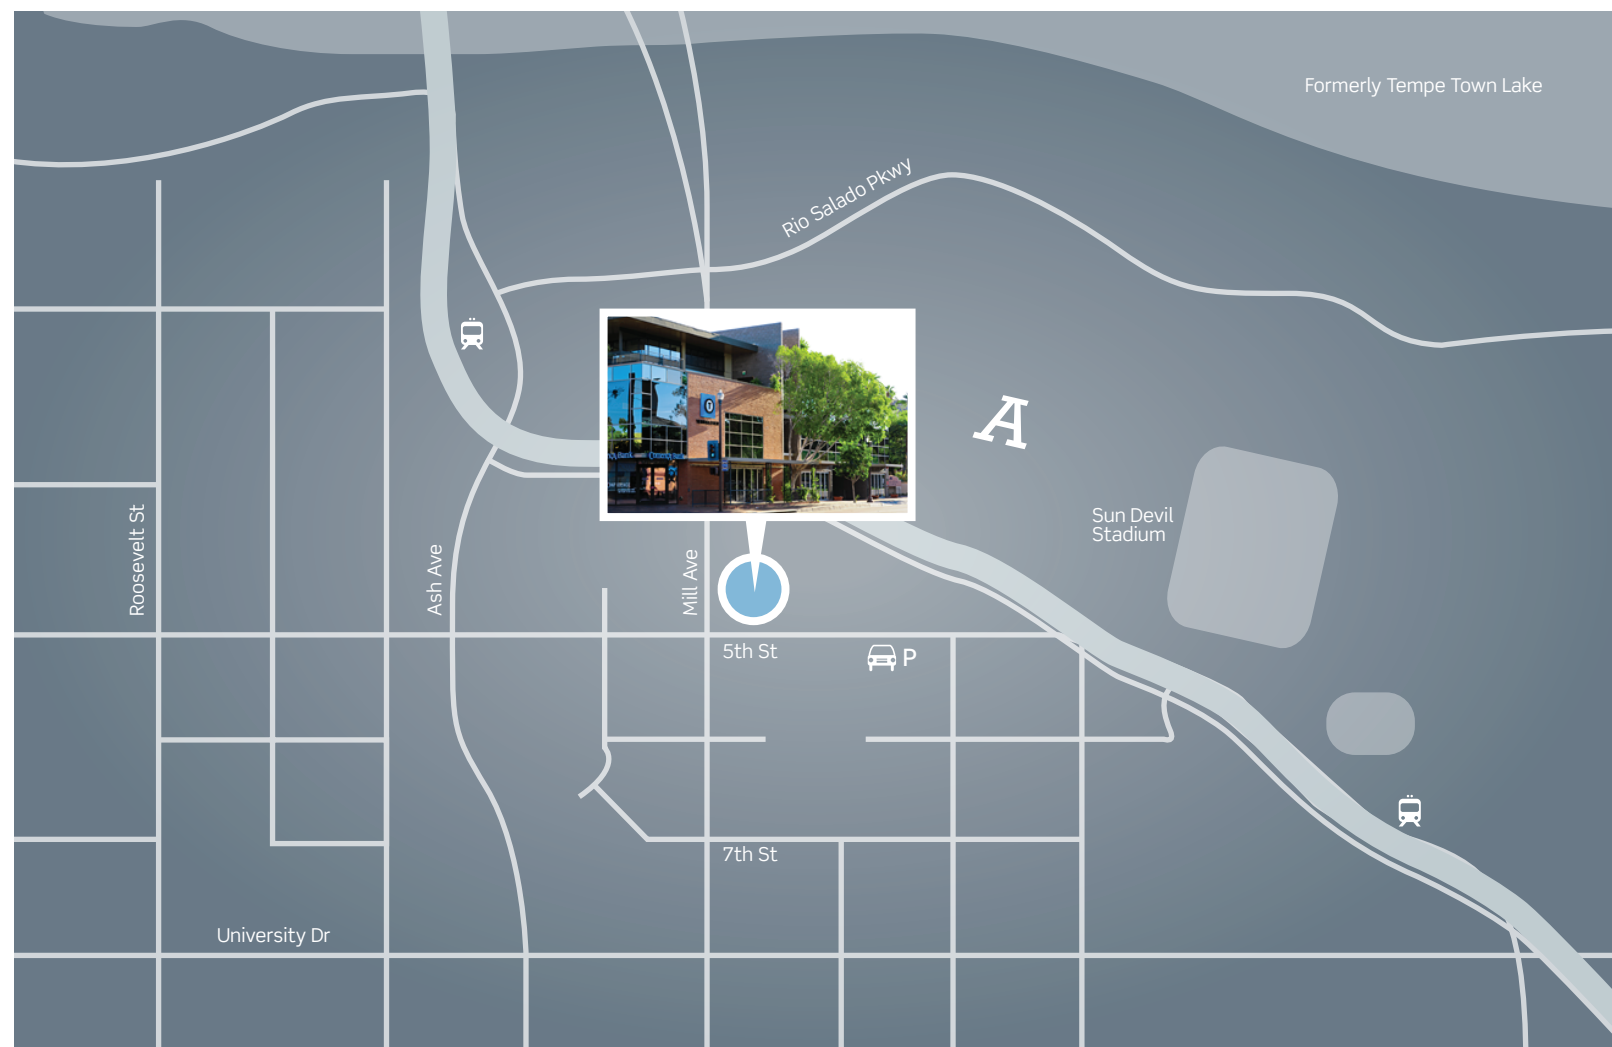 Formerly Tempe Town Lake
Rio Salado Pkwy
A
Sun Devil
Stadium
Roosevelt St
Ash Ave
Mill Ave
5th St
P
7th St
University Dr